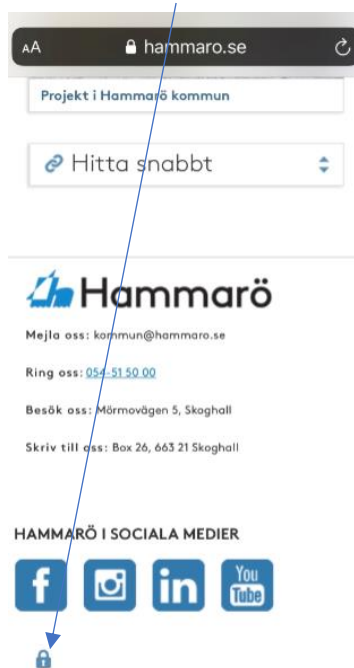 AA hammaro.se
Projekt i Hammarö kommun
Hitta snabbt
Hammarö
Mejla oss: kommun@hammaro.se
Ring oss: 054-51 50 00
Besök oss: Mörmovägen 5, Skoghall
Skriv till oss: Box 26, 663 21 Skoghall
HAMMARÖ I SOCIALA MEDIER
f in You
Tube